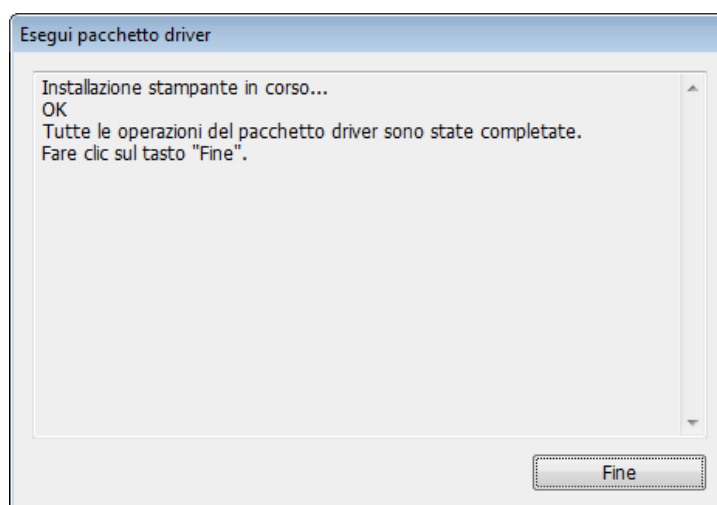 Esegui pacchetto driver
Installazione stampante in corso...
OK
Tutte le operazioni del pacchetto driver sono state completate.
Fare clic sul tasto "Fine".
Fine